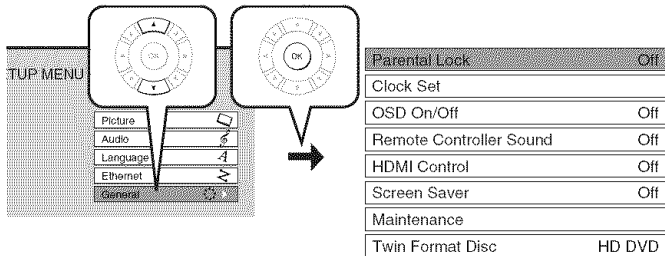 TUP MENU
OK
OK
Picture
Audio
Language
Ethernet
General
Parental Lock Off
Clock Set
OSD On/Off Off
Remote Controller Sound Off
HDMI Control Off
Screen Saver Off
Maintenance
Twin Format Disc HD DVD